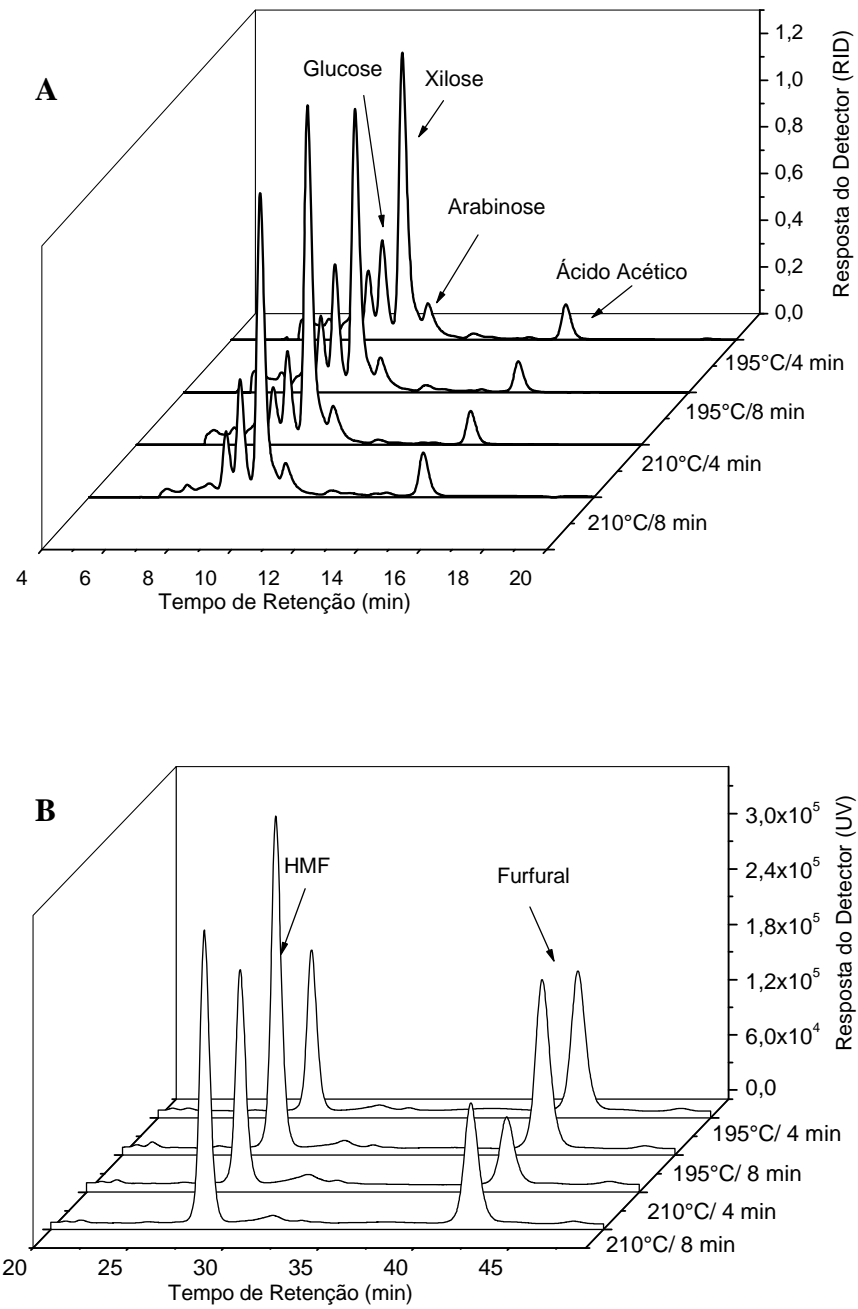 A
Glucose
Xilose
Arabinose
Ácido Acético
1,2
1,0
0,8
0,6
0,4
0,2
0,0
Resposta do Detector (RID)
195°C/4 min
195°C/8 min
210°C/4 min
210°C/8 min
4 6 8 10 12 14 16 18 20
Tempo de Retenção (min)
B
HMF
Furfural
3,0x10⁵
2,4x10⁵
1,8x10⁵
1,2x10⁵
6,0x10⁴
0,0
Resposta do Detector (UV)
195°C/ 4 min
195°C/ 8 min
210°C/ 4 min
210°C/ 8 min
20 25 30 35 40 45
Tempo de Retenção (min)